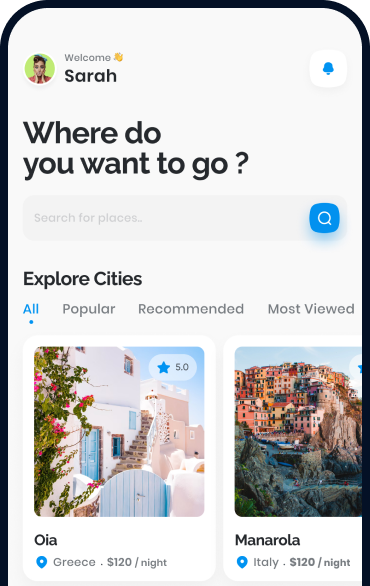 Welcome 👋
Sarah
Where do
you want to go ?
Search for places..
Explore Cities
All Popular Recommended Most Viewed
5.0
Oia
Greece . $120 / night
Manarola
Italy . $120 / night